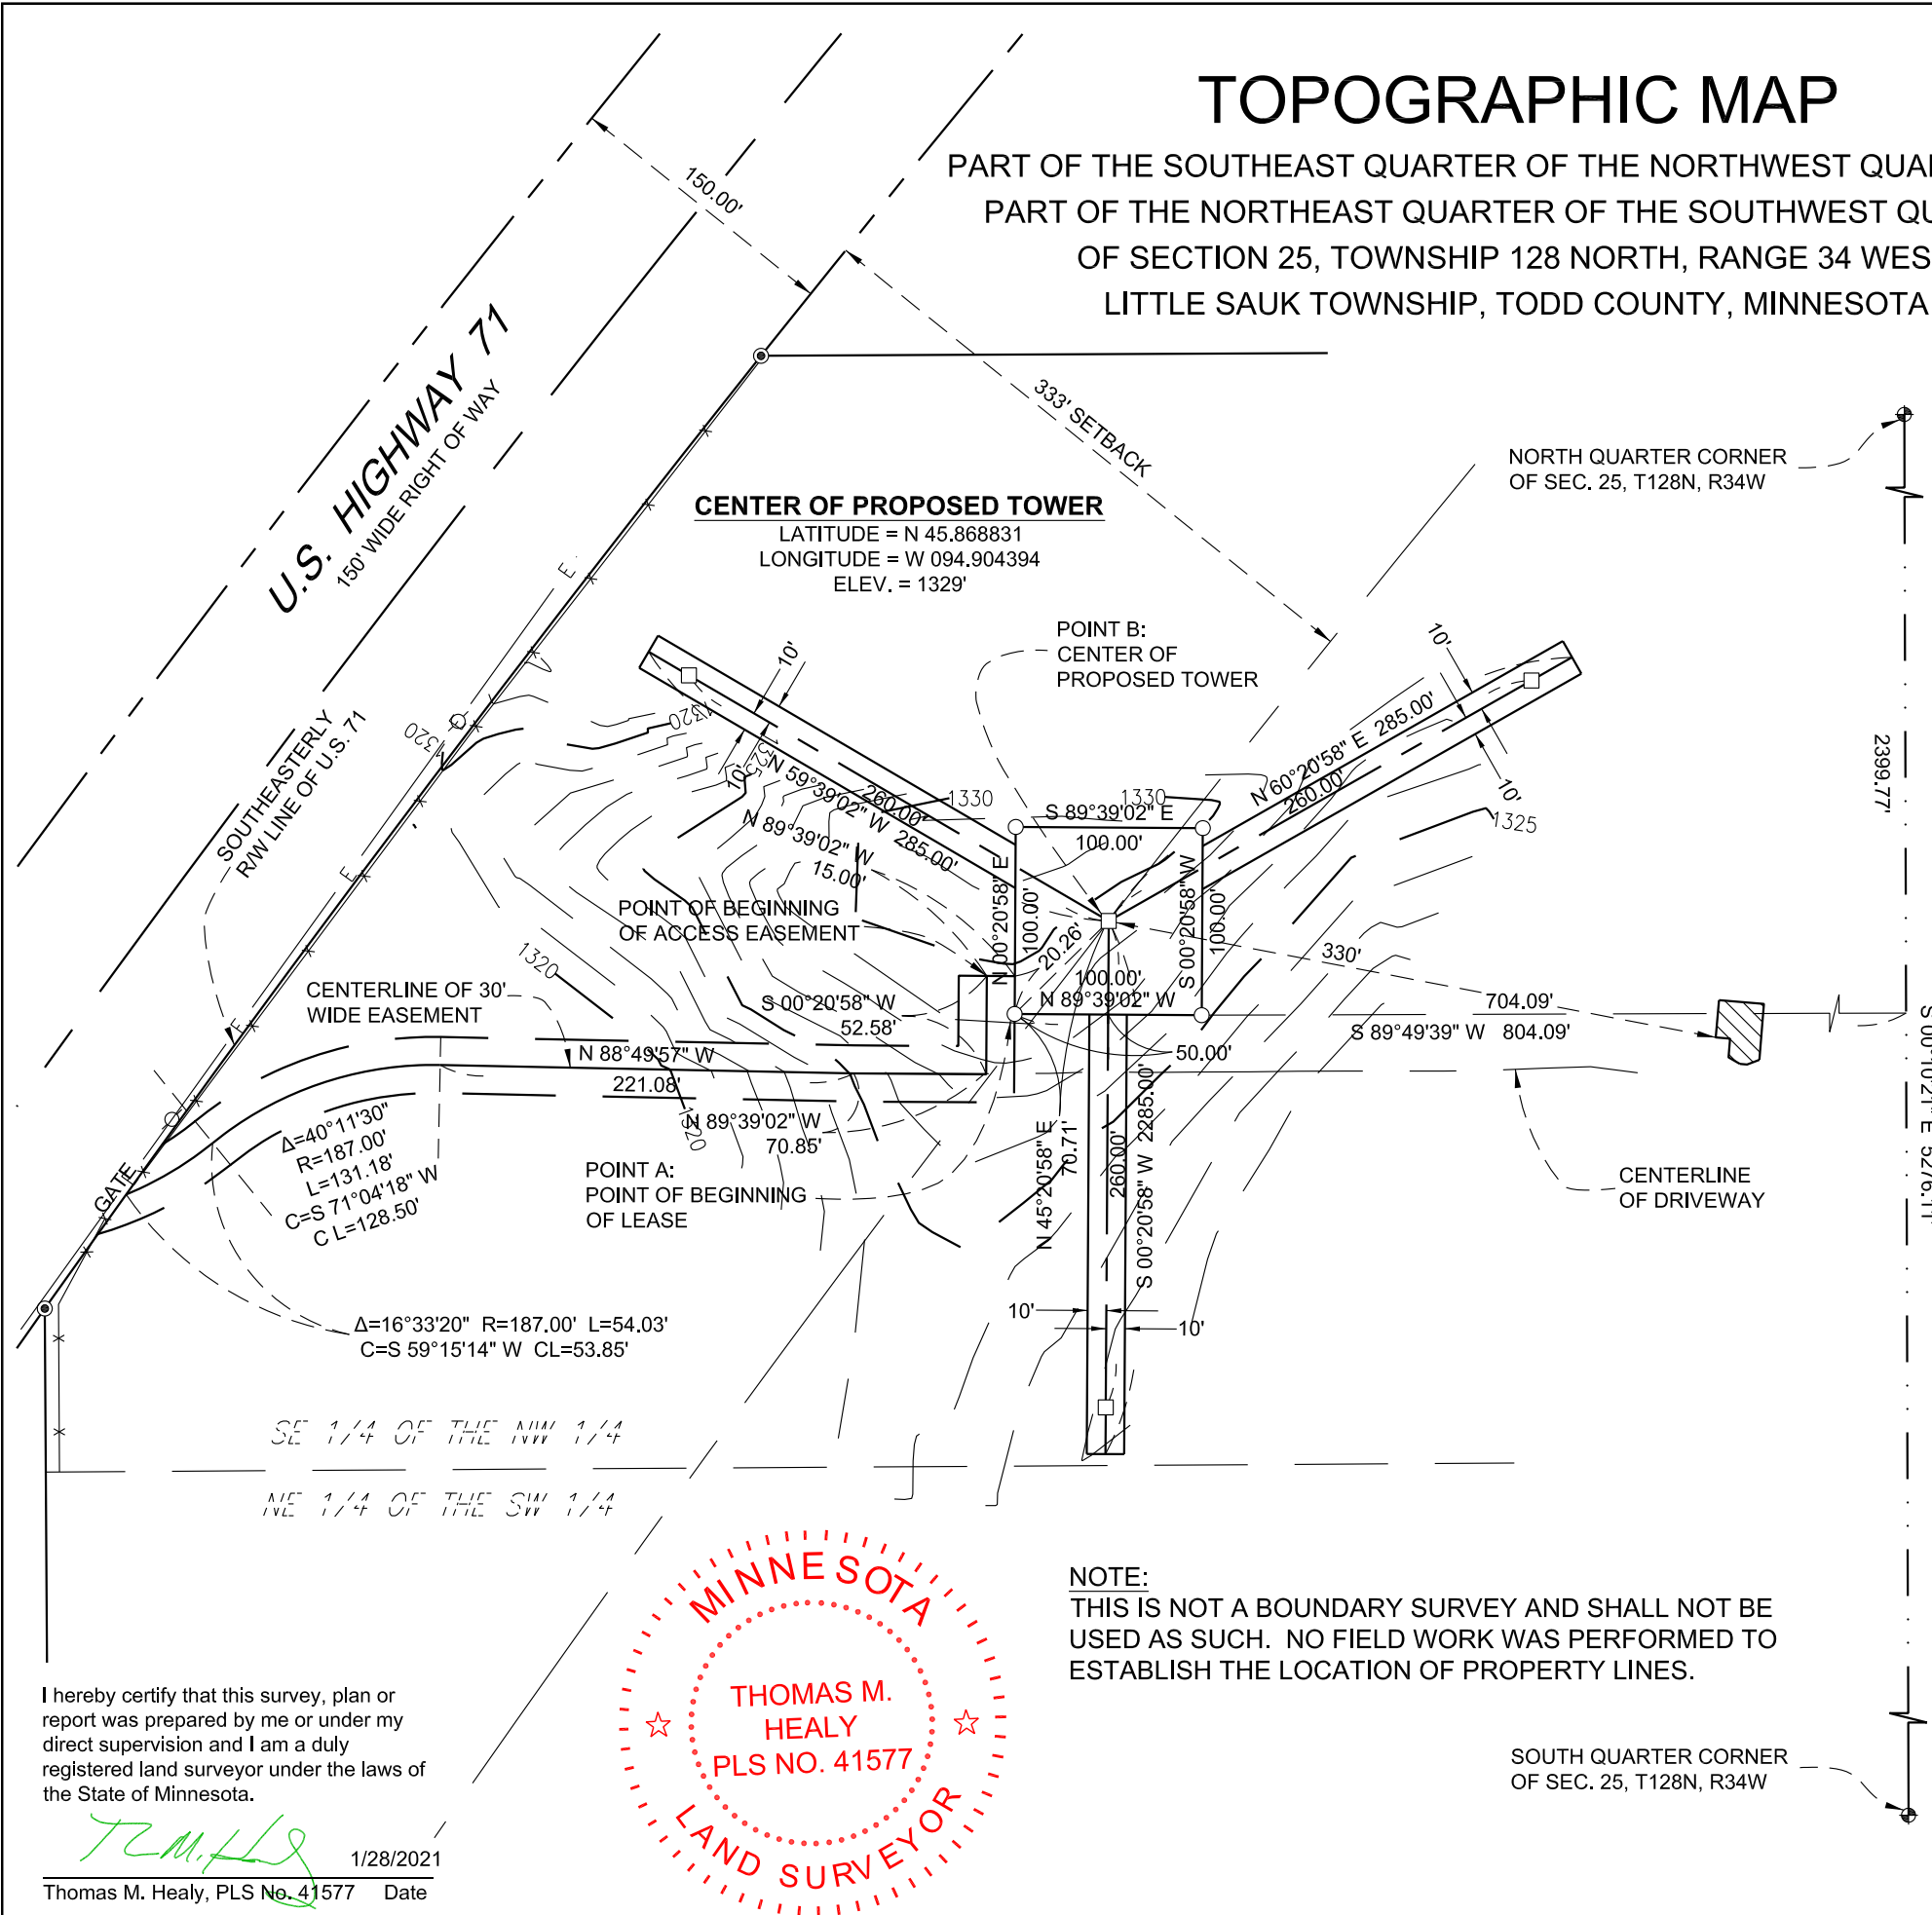 TOPOGRAPHIC MAP
PART OF THE SOUTHEAST QUARTER OF THE NORTHWEST
PART OF THE NORTHEAST QUARTER OF THE SOUTHWEST
OF SECTION 25, TOWNSHIP 128 NORTH, RANGE 34
LITTLE SAUK TOWNSHIP, TODD COUNTY, MINNESOTA
150.00'
U.S. HIGHWAY 71
150' WIDE RIGHT OF WAY
333' SETBACK
NORTH QUARTER CORNER
OF SEC. 25, T128N, R34W
CENTER OF PROPOSED TOWER
LATITUDE = N 45.868831
LONGITUDE = W 094.904394
ELEV. = 1329'
E
POINT B:
CENTER OF
PROPOSED TOWER
10'
10'
SOUTHEASTERLY
R/W LINE OF U.S. 71
1320
E
1320
1325
10'
N 59°39'02" W 285.00'
260.00'
N 60°20'58" E 285.00'
260.00'
10'
1325
2399.77'
1330
1330
S 89°39'02" E
100.00'
N 89°39'02" W
15.00'
N 00°20'58" E
100.00'
S 00°20'58" W
100.00'
E
POINT OF BEGINNING
OF ACCESS EASEMENT
20.26'
330'
1320
100.00'
N 89°39'02" W
CENTERLINE OF 30'
WIDE EASEMENT
S 00°20'58" W
52.58'
704.09'
S 89°49'39" W 804.09'
E
50.00'
N 88°49'57" W
221.08'
S 00°10'21" E 5276.11'
1320
N 89°39'02" W
70.85'
Δ=40°11'30"
R=187.00'
L=131.18'
C=S 71°04'18" W
C L=128.50'
GATE
POINT A:
POINT OF BEGINNING
OF LEASE
N 45°20'58" E
70.71'
260.00'
S 00°20'58" W 2285.00'
CENTERLINE
OF DRIVEWAY
10'
10'
Δ=16°33'20" R=187.00' L=54.03'
C=S 59°15'14" W CL=53.85'
SE 1/4 OF THE NW 1/4
NE 1/4 OF THE SW 1/4
MINNESOTA
THOMAS M.
HEALY
PLS NO. 41577
LAND SURVEYOR
NOTE:
THIS IS NOT A BOUNDARY SURVEY AND SHALL NOT BE
USED AS SUCH. NO FIELD WORK WAS PERFORMED TO
ESTABLISH THE LOCATION OF PROPERTY LINES.
SOUTH QUARTER CORNER
OF SEC. 25, T128N, R34W
I hereby certify that this survey, plan or
report was prepared by me or under my
direct supervision and I am a duly
registered land surveyor under the laws of
the State of Minnesota.
1/28/2021
Thomas M. Healy, PLS No. 41577 Date